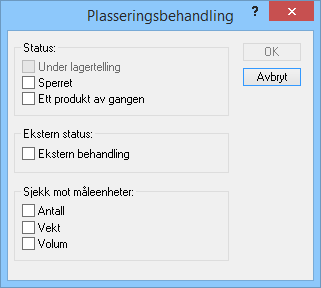 Plasseringsbehandling
?
Status:
Under lagertelling
Sperret
Ett produkt av gangen
OK
Avbryt
Ekstern status:
Ekstern behandling
Sjekk mot måleenheter:
Antall
Vekt
Volum